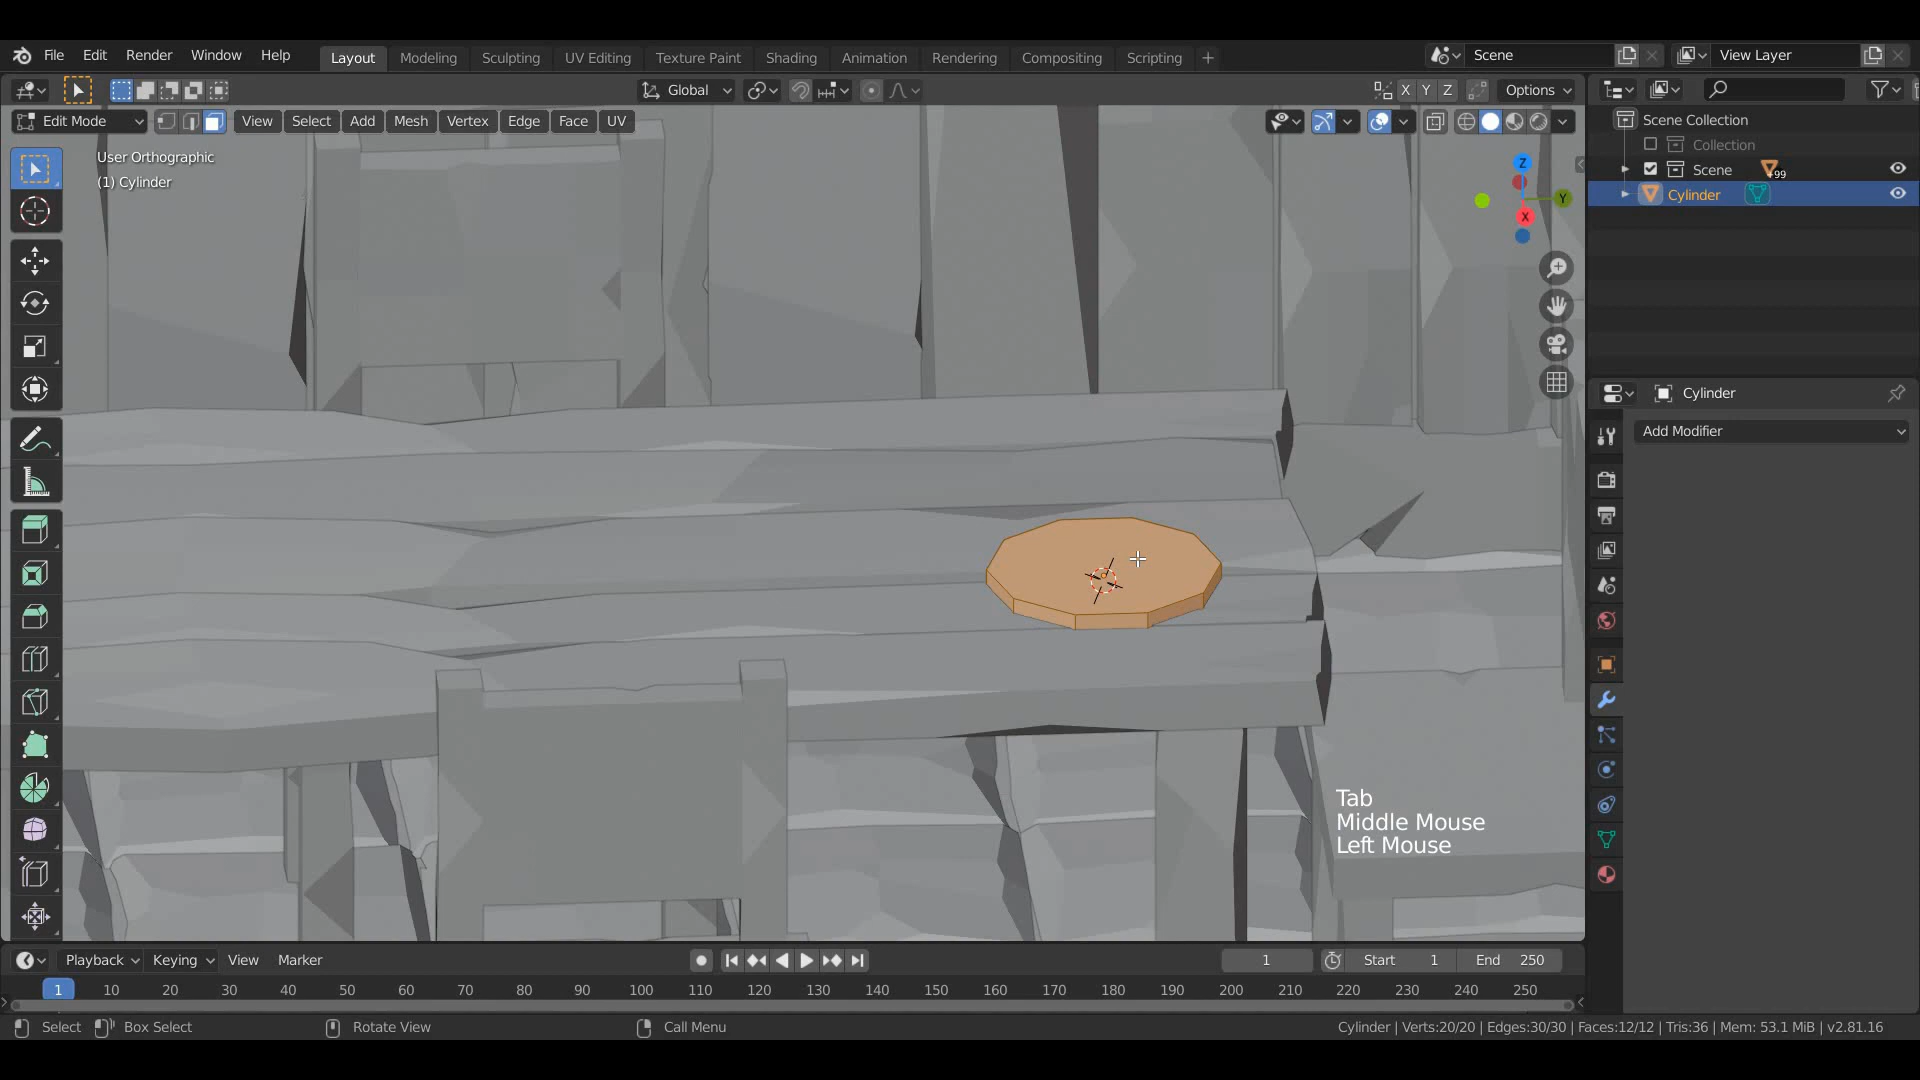 File Edit Render Window Help Layout Modeling Sculpting UV Editing Texture Paint Shading Animation Rendering Compositing Scripting + Scene View Layer
Global X Y Z Options
Edit Mode View Select Add Mesh Vertex Edge Face UV
User Orthographic
(1) Cylinder
Z
Y
X
Scene Collection
Collection
Scene 99
Cylinder
Cylinder
Add Modifier
Tab
Middle Mouse
Left Mouse
Playback Keying View Marker 1 Start 1 End 250
1 10 20 30 40 50 60 70 80 90 100 110 120 130 140 150 160 170 180 190 200 210 220 230 240 250
Select Box Select Rotate View Call Menu Cylinder | Verts:20/20 | Edges:30/30 | Faces:12/12 | Tris:36 | Mem: 53.1 MiB | v2.81.16